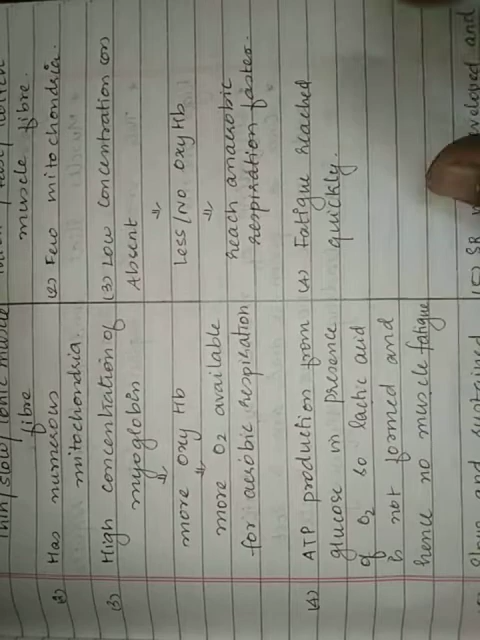 Thin/slow/tonic muscle
fibre
(2) Has numerous
mitochondria.
(3) High concentration of
myoglobin
more oxy Hb
more O2 available
for aerobic respiration
(4) ATP production from
glucose in presence
of O2 so lactic acid
is not formed and
hence no muscle fatigue
slow and sustained
muscle fibre.
(2) Few mitochondria.
(3) Low concentration or
Absent
less/no oxy Hb
reach anaerobic
respiration faster.
(4) Fatigue reached
quickly.
(5) SR
and